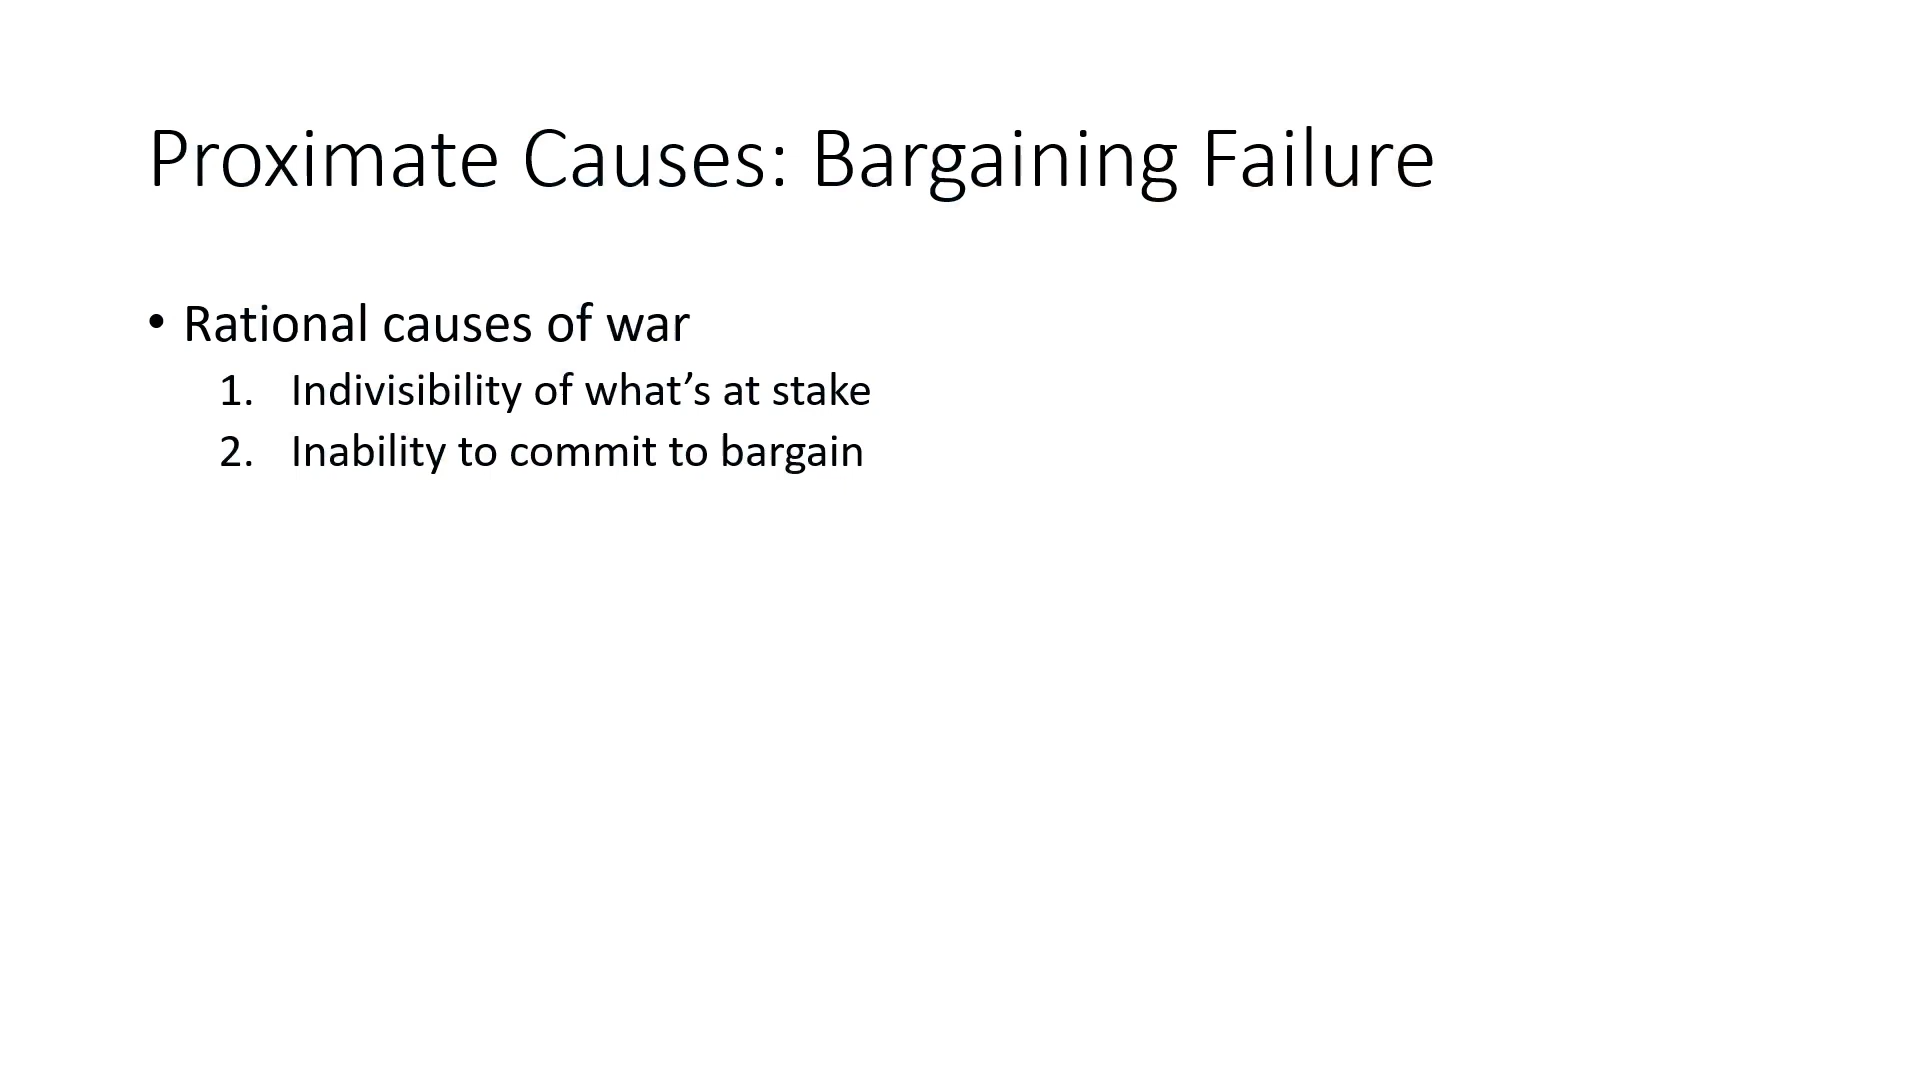 Proximate Causes: Bargaining Failure
• Rational causes of war
1. Indivisibility of what’s at stake
2. Inability to commit to bargain